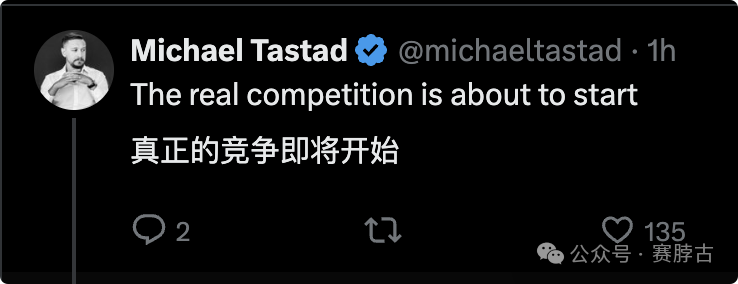 Michael Tastad @michaeltastad · 1h
The real competition is about to start
真正的竞争即将开始
2 135
公众号 · 赛脖古